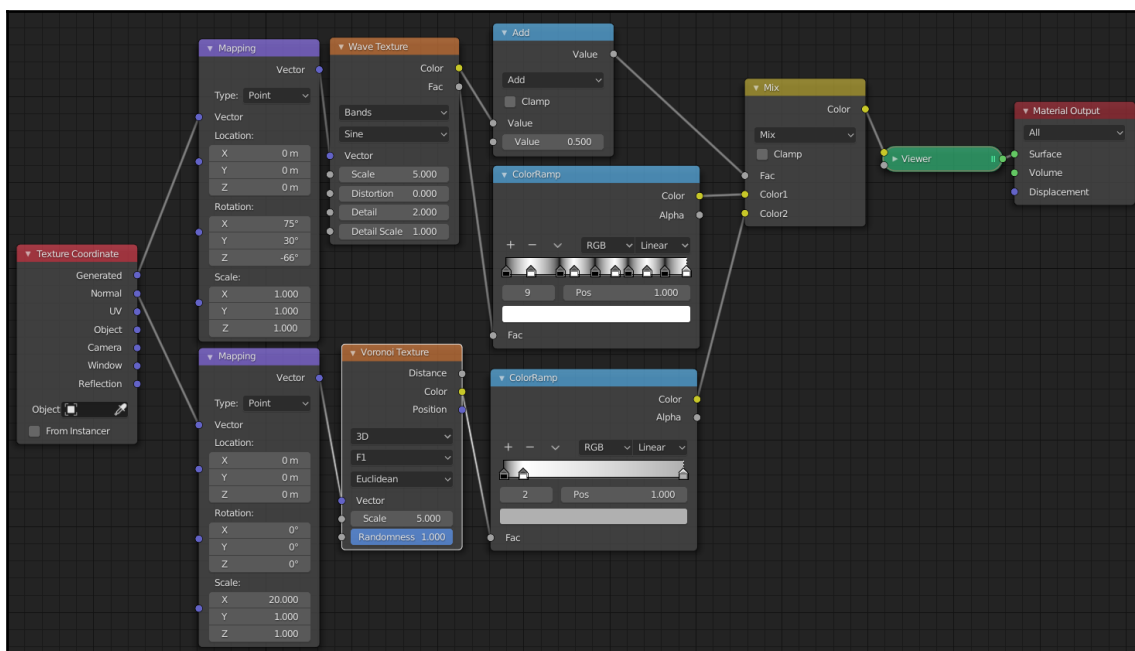 Texture Coordinate
Generated
Normal
UV
Object
Camera
Window
Reflection
Object
From Instancer
Mapping
Vector
Type: Point
Vector
Location:
X 0 m
Y 0 m
Z 0 m
Rotation:
X 75°
Y 30°
Z -66°
Scale:
X 1.000
Y 1.000
Z 1.000
Mapping
Vector
Type: Point
Vector
Location:
X 0 m
Y 0 m
Z 0 m
Rotation:
X 0°
Y 0°
Z 0°
Scale:
X 20.000
Y 1.000
Z 1.000
Wave Texture
Color
Fac
Bands
Sine
Vector
Scale 5.000
Distortion 0.000
Detail 2.000
Detail Scale 1.000
Voronoi Texture
Distance
Color
Position
3D
F1
Euclidean
Vector
Scale 5.000
Randomness 1.000
Add
Value
Add
Clamp
Value
Value 0.500
ColorRamp
Color
Alpha
RGB Linear
9 Pos 1.000
Fac
ColorRamp
Color
Alpha
RGB Linear
2 Pos 1.000
Fac
Mix
Color
Mix
Clamp
Fac
Color1
Color2
Viewer
Material Output
All
Surface
Volume
Displacement